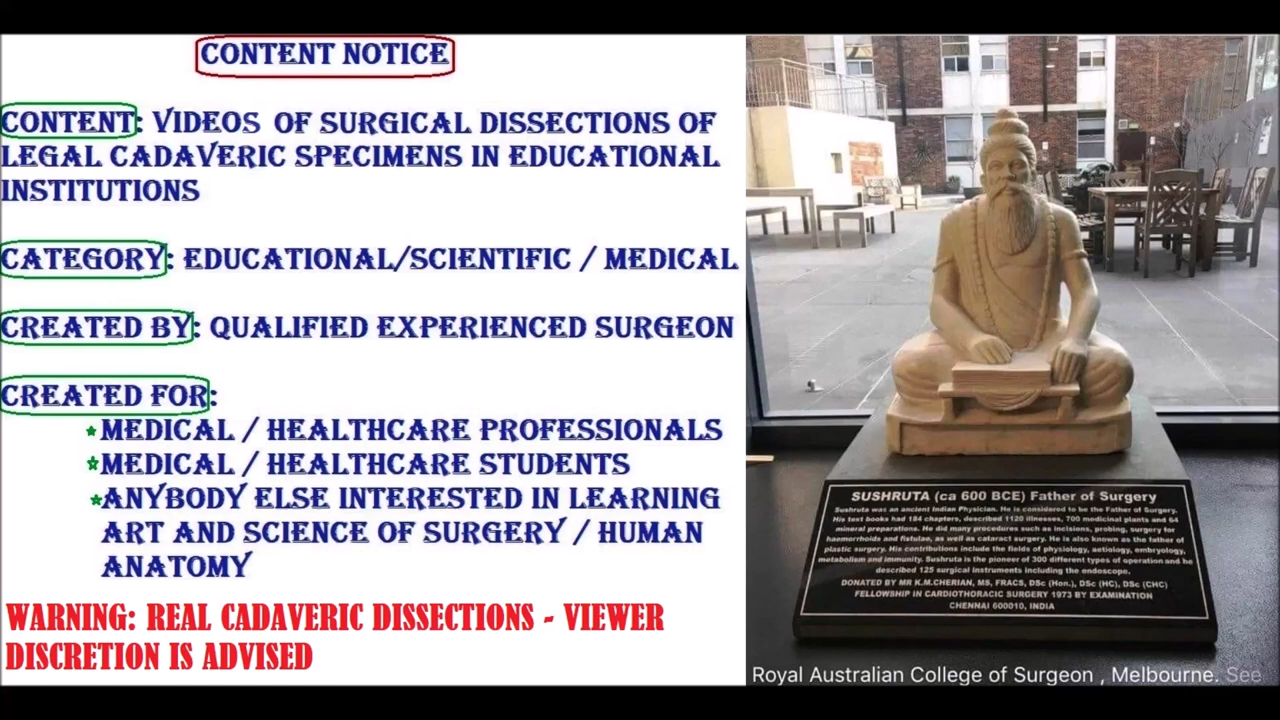 CONTENT NOTICE
CONTENT: VIDEOS OF SURGICAL DISSECTIONS OF
LEGAL CADAVERIC SPECIMENS IN EDUCATIONAL
INSTITUTIONS
CATEGORY: EDUCATIONAL/SCIENTIFIC / MEDICAL
CREATED BY: QUALIFIED EXPERIENCED SURGEON
CREATED FOR:
*MEDICAL / HEALTHCARE PROFESSIONALS
*MEDICAL / HEALTHCARE STUDENTS
*ANYBODY ELSE INTERESTED IN LEARNING
ART AND SCIENCE OF SURGERY / HUMAN
ANATOMY
WARNING: REAL CADAVERIC DISSECTIONS - VIEWER
DISCRETION IS ADVISED
SUSHRUTA (ca 600 BCE) Father of Surgery
Sushruta was an ancient Indian Physician. He is considered to be the Father of Surgery.
His text books had 184 chapters, described 1120 illnesses, 700 medicinal plants and 64
mineral preparations. He did many procedures such as incisions, probing, surgery for
haemorrhoids and fistulae, as well as cataract surgery. He is also known as the father of
plastic surgery. His contributions include the fields of physiology, aetiology, embryology,
metabolism and immunity. Sushruta is the pioneer of 300 different types of operation and he
described 125 surgical instruments including the endoscope.
DONATED BY MR K.M.CHERIAN, MS, FRACS, DSc (Hon.), DSc (HC), DSc (CHC)
FELLOWSHIP IN CARDIOTHORACIC SURGERY 1973 BY EXAMINATION
CHENNAI 600010, INDIA
Royal Australian College of Surgeon , Melbourne. See